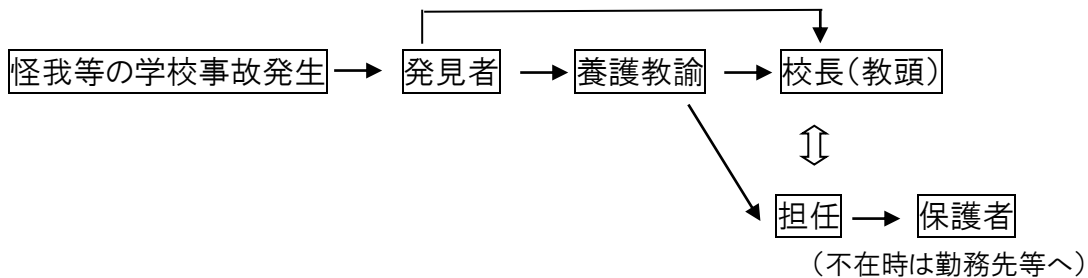 怪我等の学校事故発生 発見者 養護教諭 校長（教頭）
担任 保護者
（不在時は勤務先等へ）